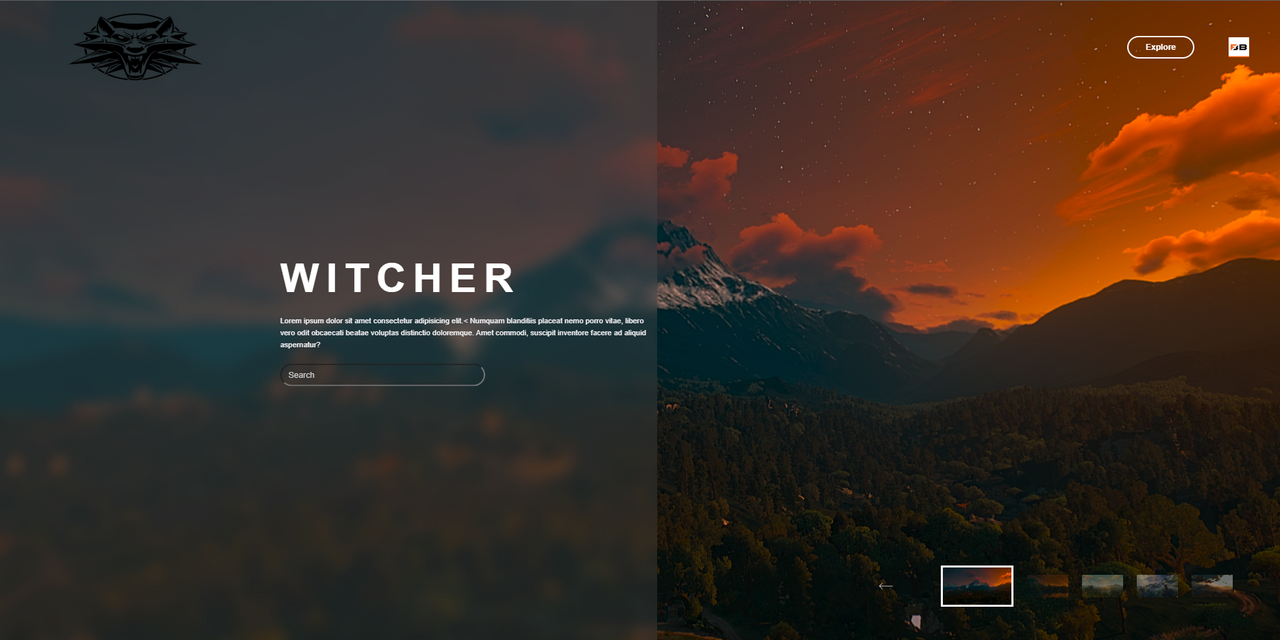 Explore
WITCHER
Lorem ipsum dolor sit amet consectetur adipisicing elit.< Numquam blanditiis placeat nemo porro vitae, libero
vero odit obcaecati beatae voluptas distinctio doloremque. Amet commodi, suscipit inventore facere ad aliquid
aspernatur?
Search